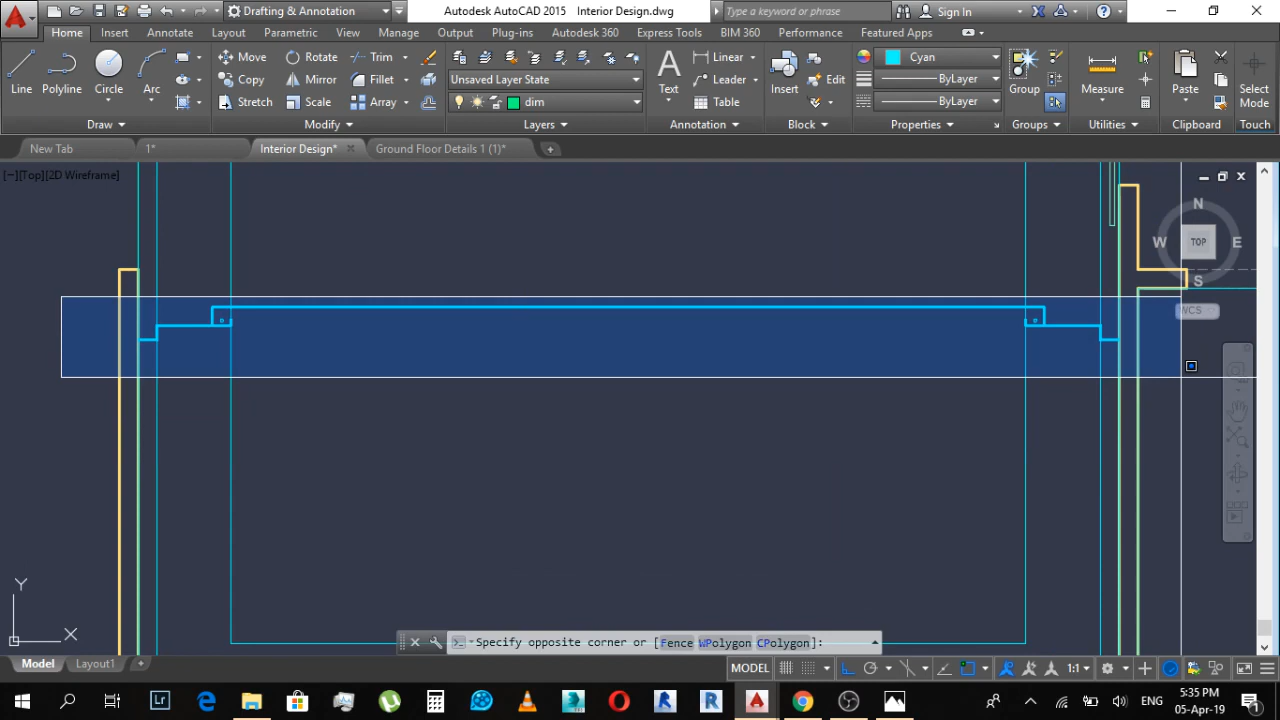 Drafting & Annotation
Autodesk AutoCAD 2015 Interior Design.dwg
Type a keyword or phrase
Sign In
Home Insert Annotate Layout Parametric View Manage Output Plug-ins Autodesk 360 Express Tools BIM 360 Performance Featured Apps
Line Polyline Circle Arc
Move Rotate Trim
Copy Mirror Fillet
Stretch Scale Array
Unsaved Layer State
dim
Text
Linear
Leader
Table
Insert
Edit
Cyan
ByLayer
ByLayer
Group
Measure
Paste
Select
Mode
Draw Modify Layers Annotation Block Properties Groups Utilities Clipboard Touch
New Tab 1* Interior Design* Ground Floor Details 1 (1)*
[−][Top][2D Wireframe]
N
W TOP E
S
WCS
Y
X
Specify opposite corner or [Fence WPolygon CPolygon]:
Model Layout1 +
MODEL 1:1
Lr
ENG
5:35 PM
05-Apr-19
1